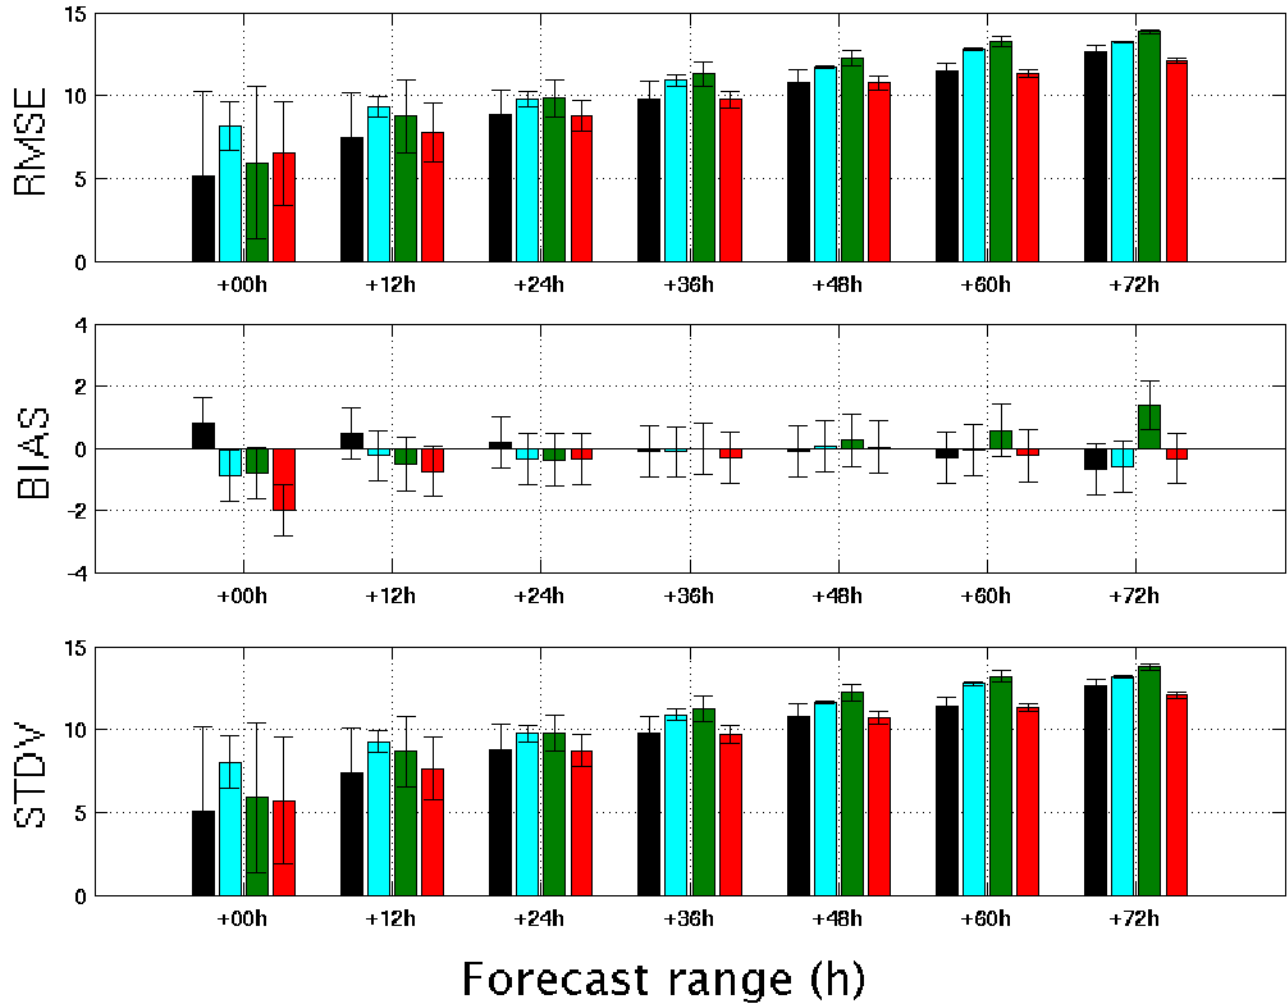 15
10
5
0
RMSE
+00h +12h +24h +36h +48h +60h +72h
4
2
0
-2
-4
BIAS
+00h +12h +24h +36h +48h +60h +72h
15
10
5
0
STDV
+00h +12h +24h +36h +48h +60h +72h
Forecast range (h)